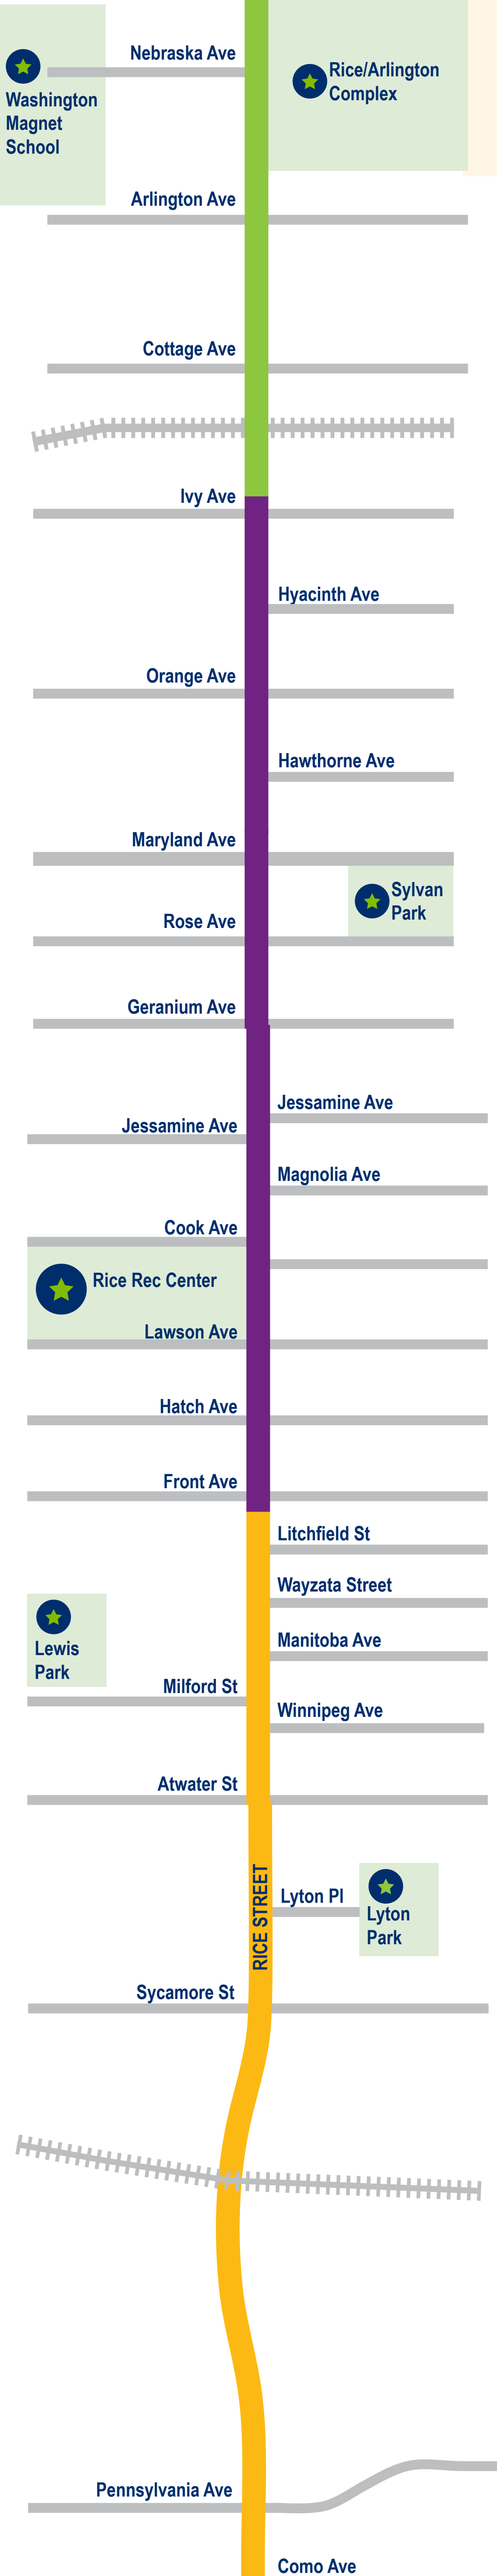 Nebraska Ave
Rice/Arlington
Complex
Washington
Magnet
School
Arlington Ave
Cottage Ave
Ivy Ave
Hyacinth Ave
Orange Ave
Hawthorne Ave
Maryland Ave
Sylvan
Park
Rose Ave
Geranium Ave
Jessamine Ave
Jessamine Ave
Magnolia Ave
Cook Ave
Rice Rec Center
Lawson Ave
Hatch Ave
Front Ave
Litchfield St
Wayzata Street
Manitoba Ave
Lewis
Park
Milford St
Winnipeg Ave
Atwater St
RICE STREET
Lyton Pl
Lyton
Park
Sycamore St
Pennsylvania Ave
Como Ave